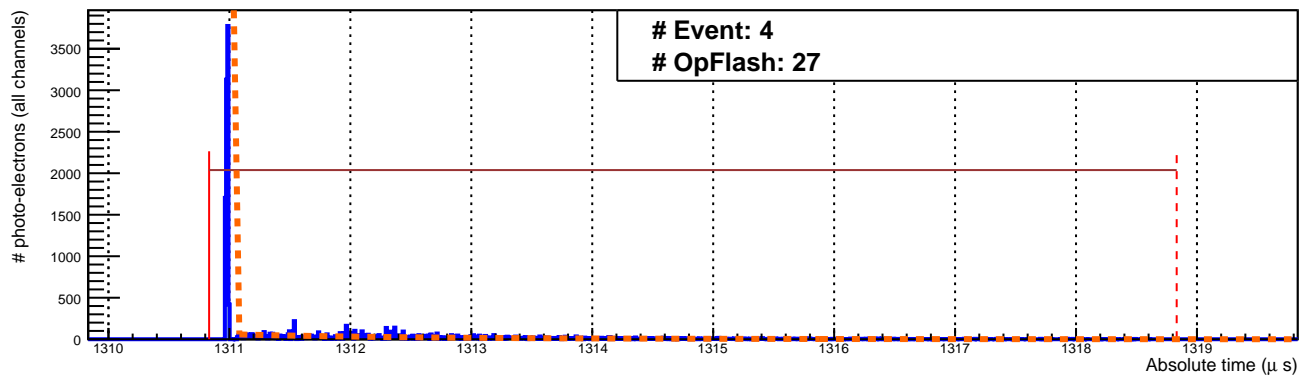 # Event: 4
# OpFlash: 27
# photo-electrons (all channels)
3500
3000
2500
2000
1500
1000
500
0
1310 1311 1312 1313 1314 1315 1316 1317 1318 1319
Absolute time (μ s)